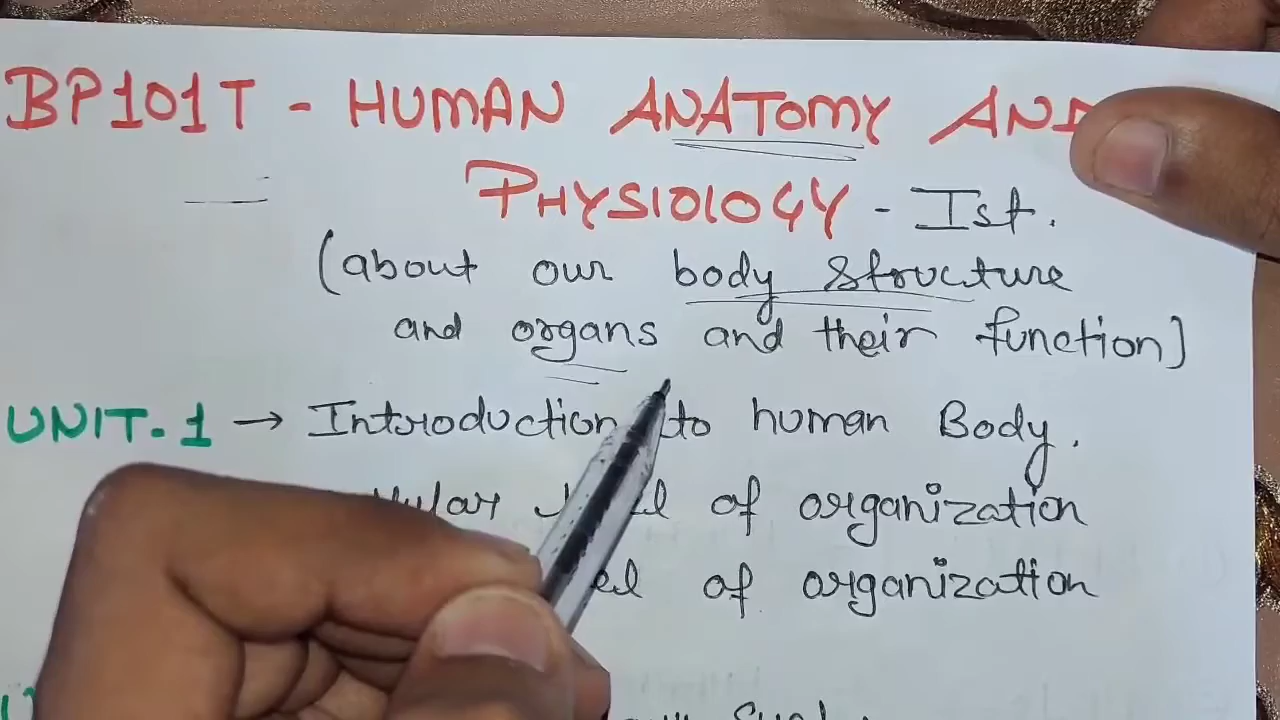 BP101T - HUMAN ANATOMY AND
PHYSIOLOGY - Ist.
(about our body structure
and organs and their function]
UNIT.1 → Introduction to human Body.
of organization
of organization